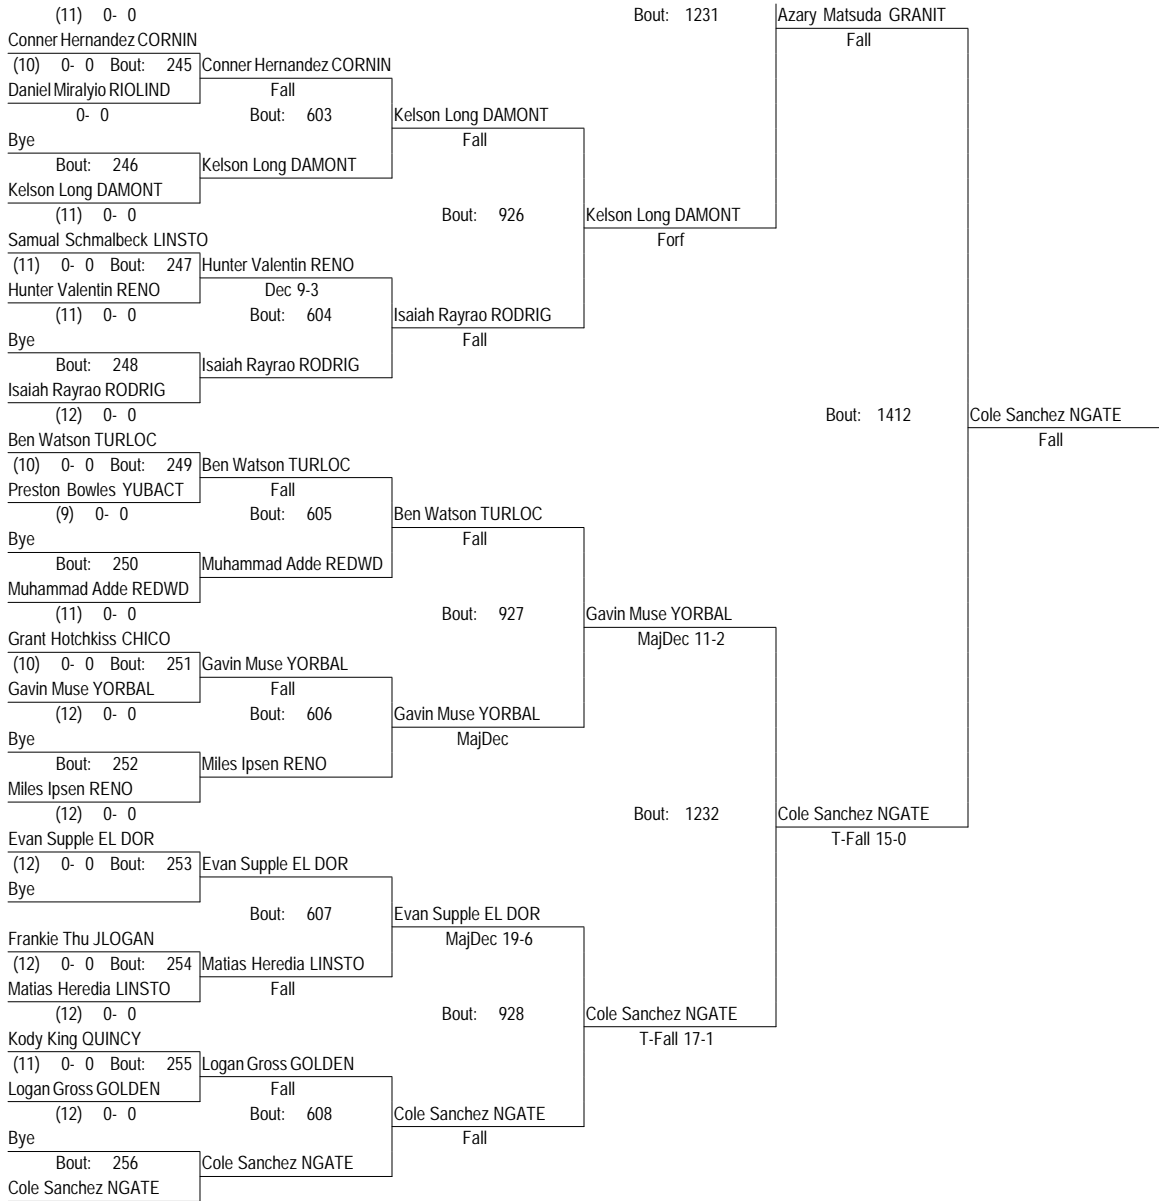 (11) 0- 0 Bout: 1231 Azary Matsuda GRANIT
Conner Hernandez CORNIN Fall
(10) 0- 0 Bout: 245 Conner Hernandez CORNIN
Daniel Miralyio RIOLIND Fall
0- 0 Bout: 603 Kelson Long DAMONT
Bye Fall
Bout: 246 Kelson Long DAMONT
Kelson Long DAMONT
(11) 0- 0 Bout: 926 Kelson Long DAMONT
Samual Schmalbeck LINSTO Forf
(11) 0- 0 Bout: 247 Hunter Valentin RENO
Hunter Valentin RENO Dec 9-3
(11) 0- 0 Bout: 604 Isaiah Rayrao RODRIG
Bye Fall
Bout: 248 Isaiah Rayrao RODRIG
Isaiah Rayrao RODRIG
(12) 0- 0 Bout: 1412 Cole Sanchez NGATE
Ben Watson TURLOC Fall
(10) 0- 0 Bout: 249 Ben Watson TURLOC
Preston Bowles YUBACT Fall
(9) 0- 0 Bout: 605 Ben Watson TURLOC
Bye Fall
Bout: 250 Muhammad Adde REDWD
Muhammad Adde REDWD
(11) 0- 0 Bout: 927 Gavin Muse YORBAL
Grant Hotchkiss CHICO MajDec 11-2
(10) 0- 0 Bout: 251 Gavin Muse YORBAL
Gavin Muse YORBAL Fall
(12) 0- 0 Bout: 606 Gavin Muse YORBAL
Bye MajDec
Bout: 252 Miles Ipsen RENO
Miles Ipsen RENO
(12) 0- 0 Bout: 1232 Cole Sanchez NGATE
Evan Supple EL DOR T-Fall 15-0
(12) 0- 0 Bout: 253 Evan Supple EL DOR
Bye
Bout: 607 Evan Supple EL DOR
Frankie Thu JLOGAN MajDec 19-6
(12) 0- 0 Bout: 254 Matias Heredia LINSTO
Matias Heredia LINSTO Fall
(12) 0- 0 Bout: 928 Cole Sanchez NGATE
Kody King QUINCY T-Fall 17-1
(11) 0- 0 Bout: 255 Logan Gross GOLDEN
Logan Gross GOLDEN Fall
(12) 0- 0 Bout: 608 Cole Sanchez NGATE
Bye Fall
Bout: 256 Cole Sanchez NGATE
Cole Sanchez NGATE